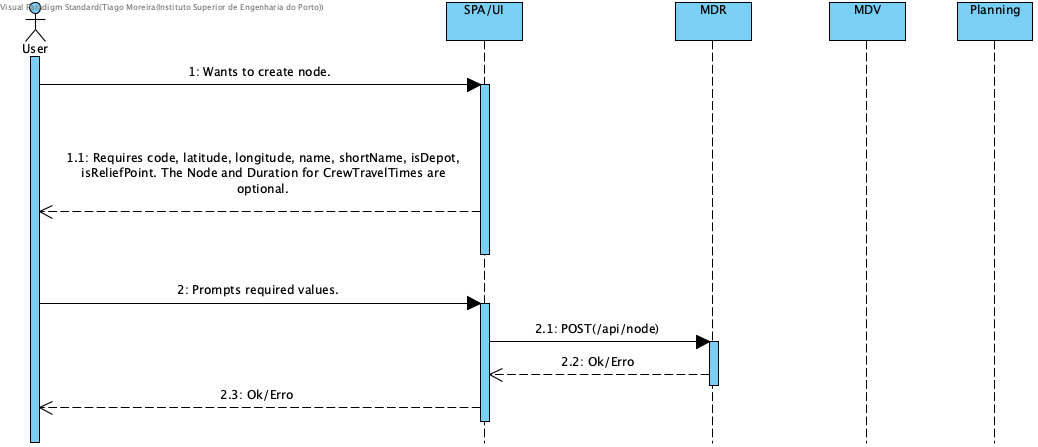 Visual Paradigm Standard(Tiago Moreira(Instituto Superior de Engenharia do Porto))
User
SPA/UI
MDR
MDV
Planning
1: Wants to create node.
1.1: Requires code, latitude, longitude, name, shortName, isDepot,
isReliefPoint. The Node and Duration for CrewTravelTimes are
optional.
2: Prompts required values.
2.1: POST(/api/node)
2.2: Ok/Erro
2.3: Ok/Erro